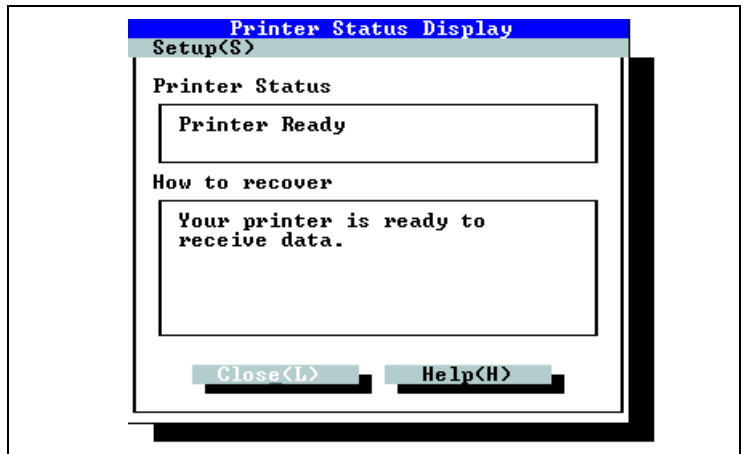 Printer Status Display
Setup(S)
Printer Status
Printer Ready
How to recover
Your printer is ready to
receive data.
Close(L)
Help(H)